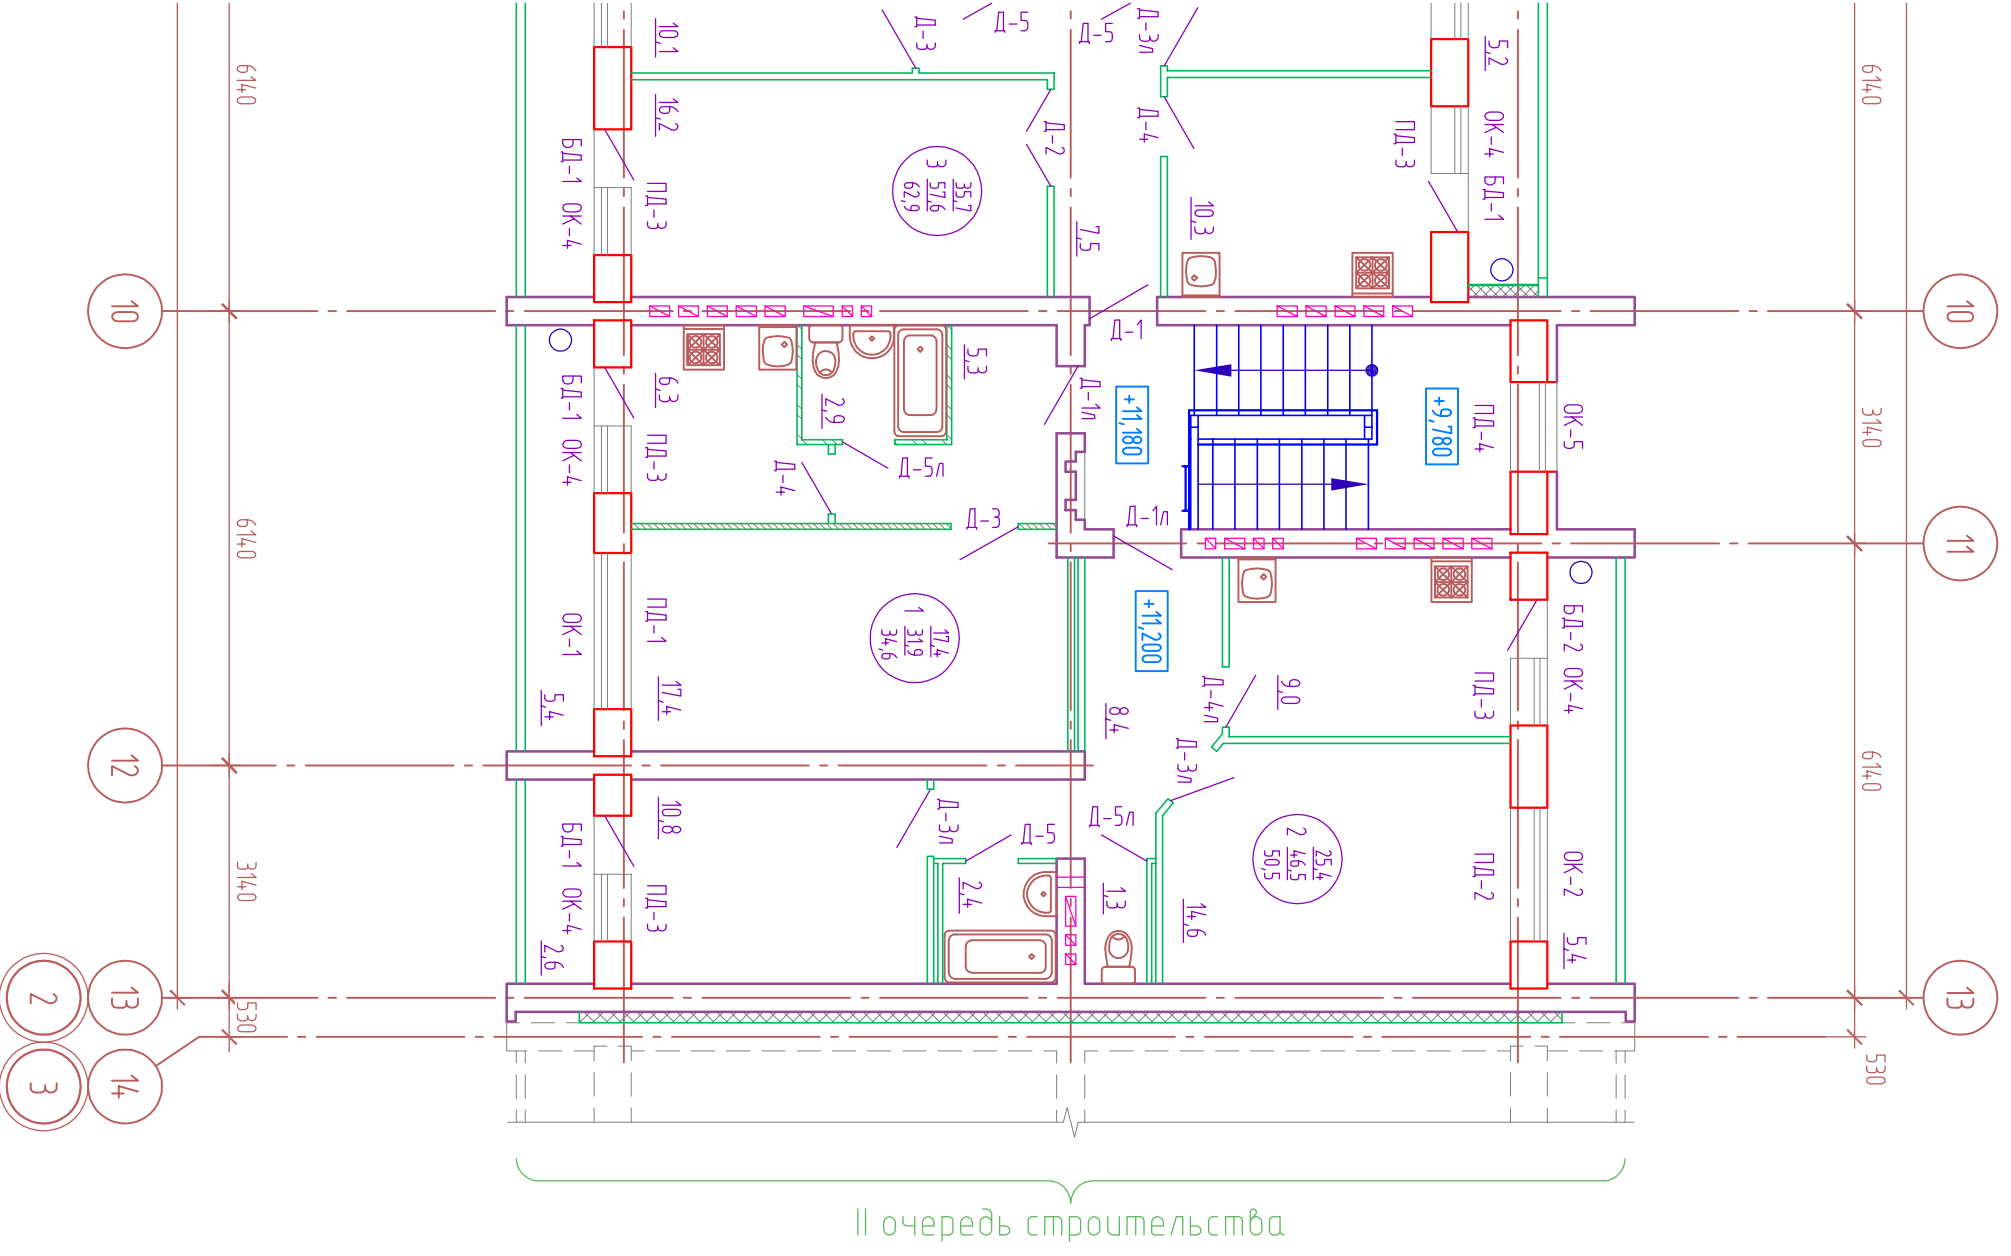 6140
10,1
Д-3
Д-5
Д-5
Д-3л
5,2
6140
16,2
БД-1 ОК-4
ПД-3
Д-2
Д-4
ПД-3
ОК-4 БД-1
3
35,7
57,6
62,9
7,5
10,3
10
10
Д-1
5,3
6,3
БД-1 ОК-4
ПД-3
2,9
Д-5л
Д-4
Д-1л
+11,180
+9,780
ПД-4
ОК-5
3140
6140
Д-3
Д-1л
11
ОК-1
ПД-1
1
17,4
31,9
34,6
+11,200
БД-2 ОК-4
ПД-3
9,0
Д-4л
5,4
17,4
8,4
Д-3л
12
6140
10,8
БД-1 ОК-4
ПД-3
Д-3л
Д-5
Д-5л
2
25,4
46,5
50,5
ПД-2
ОК-2
3140
2,4
1,3
14,6
2,6
5,4
2
13
530
13
3
14
530
II очередь строительства